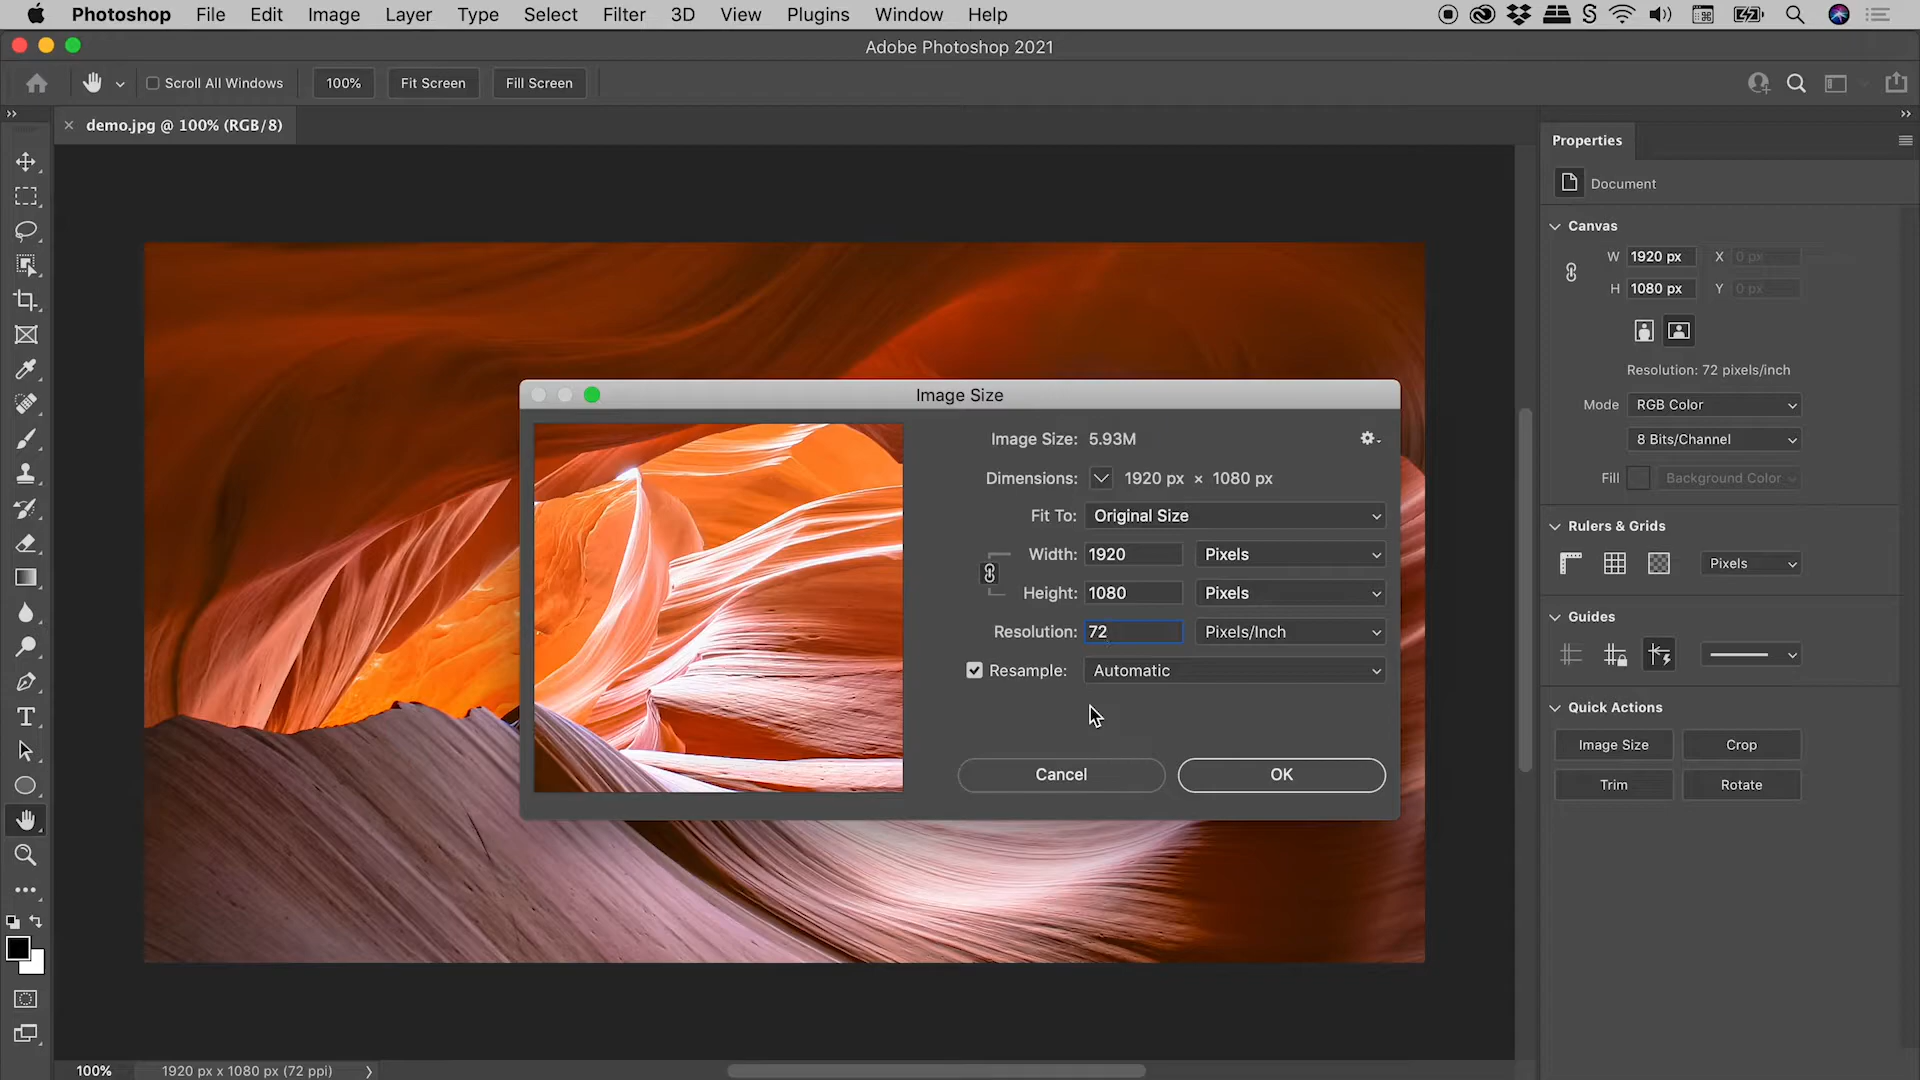 Photoshop File Edit Image Layer Type Select Filter 3D View Plugins Window Help
Adobe Photoshop 2021
Scroll All Windows 100% Fit Screen Fill Screen
demo.jpg @ 100% (RGB/8)
Properties
Document
Canvas
W 1920 px X 0 px
H 1080 px Y 0 px
Resolution: 72 pixels/inch
Mode RGB Color
8 Bits/Channel
Fill Background Color
Rulers & Grids
Pixels
Guides
Quick Actions
Image Size Crop
Trim Rotate
Image Size
Image Size: 5.93M
Dimensions: 1920 px × 1080 px
Fit To: Original Size
Width: 1920 Pixels
Height: 1080 Pixels
Resolution: 72 Pixels/Inch
Resample: Automatic
Cancel OK
100% 1920 px x 1080 px (72 ppi)